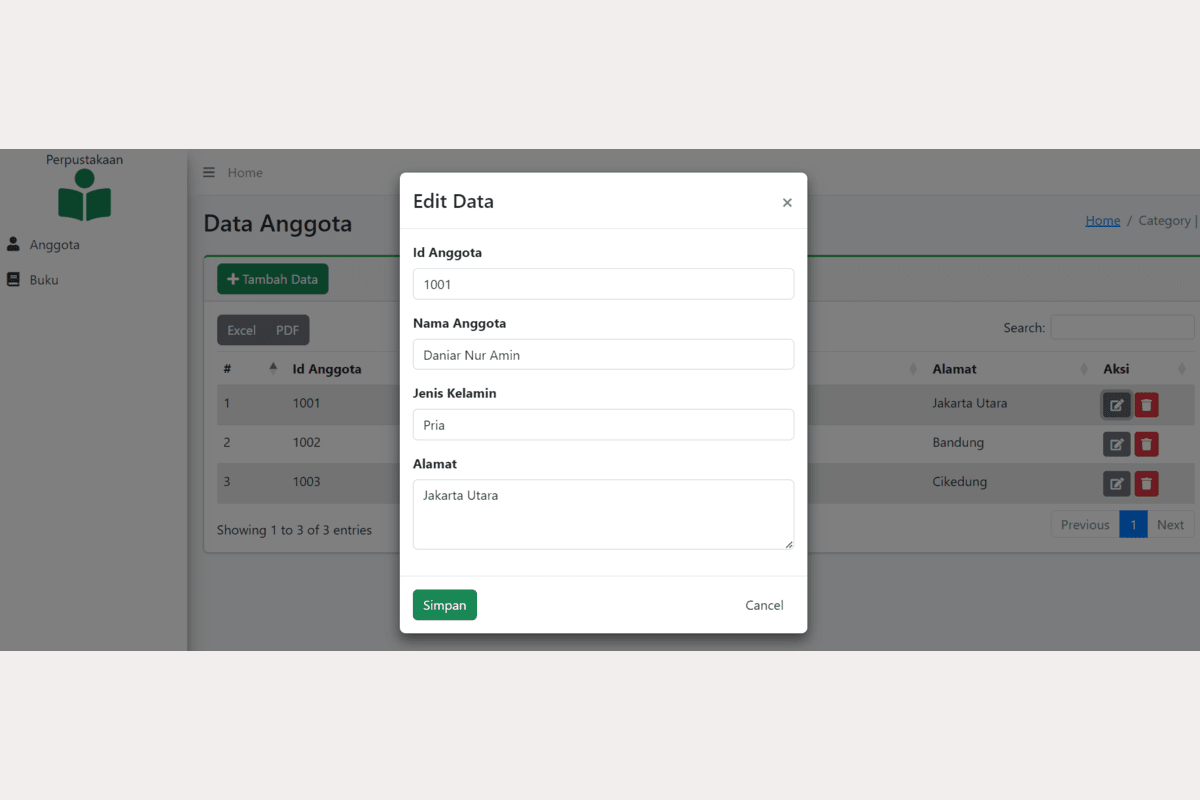 Perpustakaan
Anggota
Buku
Home
Data Anggota
Home / Category |
+ Tambah Data
Excel PDF
Search:
# Id Anggota Alamat Aksi
1 1001 Jakarta Utara
2 1002 Bandung
3 1003 Cikedung
Showing 1 to 3 of 3 entries
Previous 1 Next
Edit Data ×
Id Anggota
1001
Nama Anggota
Daniar Nur Amin
Jenis Kelamin
Pria
Alamat
Jakarta Utara
Simpan Cancel